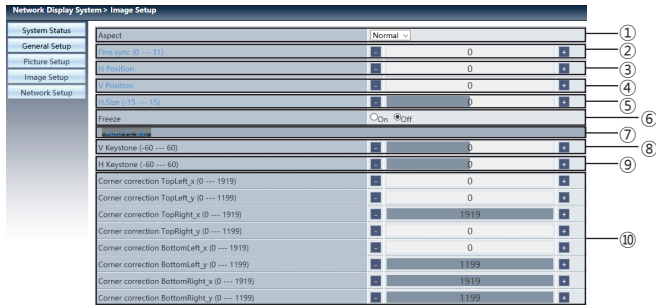 Network Display System > Image Setup
System Status
General Setup
Picture Setup
Image Setup
Network Setup
Aspect Normal ①
Fine sync (0 --- 31) - 0 + ②
H Position - 0 + ③
V Position - 0 + ④
H.Size (-15 --- 15) - 0 + ⑤
Freeze On Off ⑥
⑦
V Keystone (-60 --- 60) - 0 + ⑧
H Keystone (-60 --- 60) - 0 + ⑨
Corner correction TopLeft_x (0 --- 1919) - 0 +
Corner correction TopLeft_y (0 --- 1199) - 0 +
Corner correction TopRight_x (0 --- 1919) - 1919 +
Corner correction TopRight_y (0 --- 1199) - 0 +
Corner correction BottomLeft_x (0 --- 1919) - 0 + ⑩
Corner correction BottomLeft_y (0 --- 1199) - 1199 +
Corner correction BottomRight_x (0 --- 1919) - 1919 +
Corner correction BottomRight_y (0 --- 1199) - 1199 +